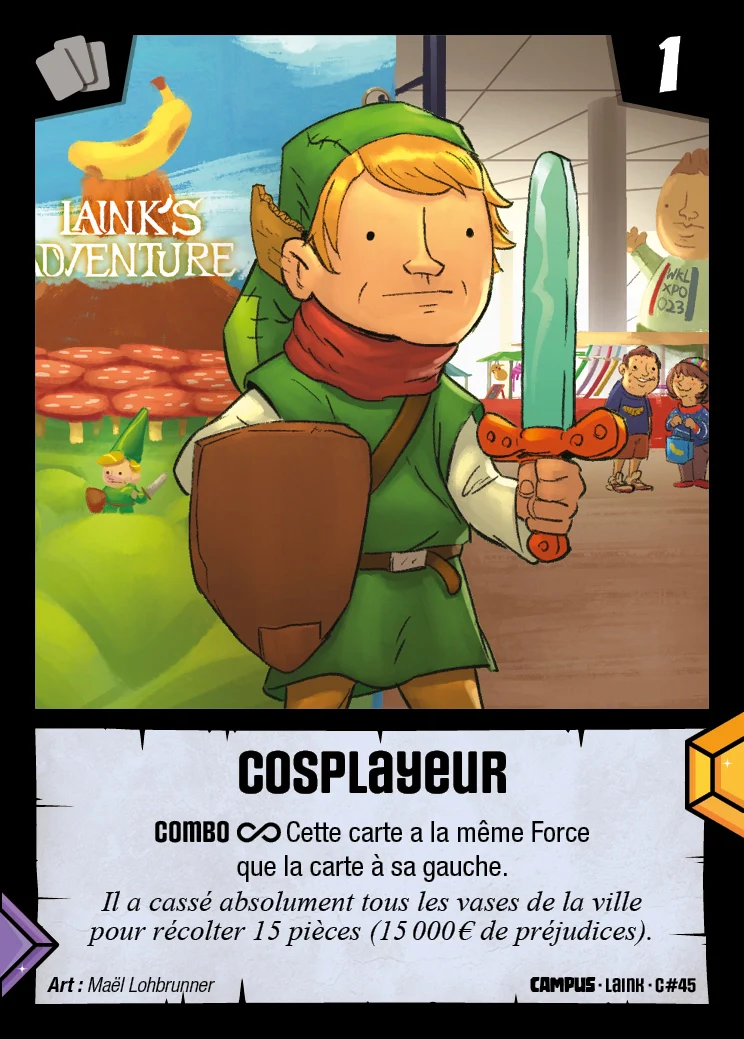 1
LAINK'S
ADVENTURE
WKL
XPO
023
COSPLAYEUR
COMBO ∞ Cette carte a la même Force
que la carte à sa gauche.
Il a cassé absolument tous les vases de la ville
pour récolter 15 pièces (15 000 € de préjudices).
Art : Maël Lohbrunner
CAMPUS · LAINK · C#45